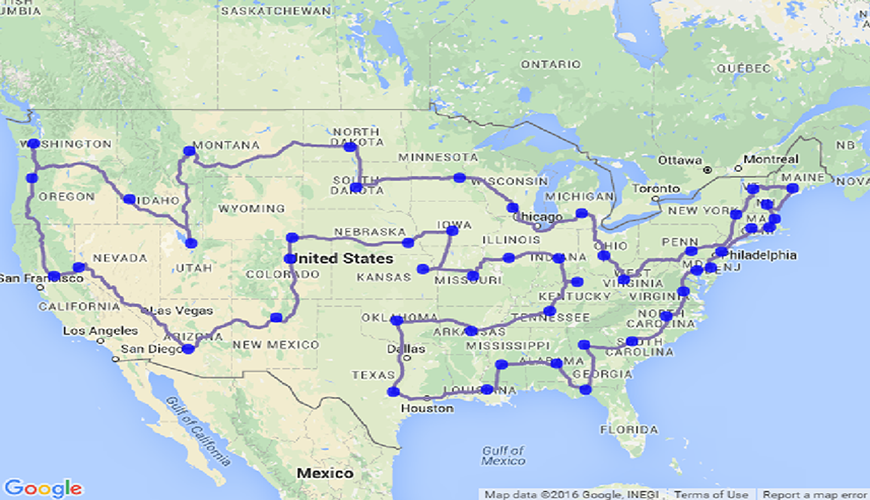 ISH
UMBIA
SASKATCHEWAN
ONTARIO
QUÉBEC
NB
NOVA
WASHINGTON
MONTANA
NORTH
DAKOTA
MINNESOTA
Ottawa
Montreal
MAINE
OREGON
IDAHO
SOUTH
DAKOTA
WISCONSIN
MICHIGAN
Toronto
WYOMING
NEW YORK
Chicago
NEBRASKA
IOWA
ILLINOIS
INDIANA
OHIO
PENN
Philadelphia
NEVADA
UTAH
United States
COLORADO
KANSAS
MISSOURI
WEST
VIRGINIA
MD
NJ
San Francisco
CALIFORNIA
Las Vegas
KENTUCKY
VIRGINIA
Los Angeles
ARIZONA
NEW MEXICO
OKLAHOMA
ARKANSAS
TENNESSEE
NORTH
CAROLINA
San Diego
Dallas
MISSISSIPPI
ALABAMA
SOUTH
CAROLINA
TEXAS
LOUISIANA
GEORGIA
Houston
FLORIDA
Gulf of
California
Gulf of
Mexico
Mexico
Google
Map data ©2016 Google, INEGI
Terms of Use
Report a map error